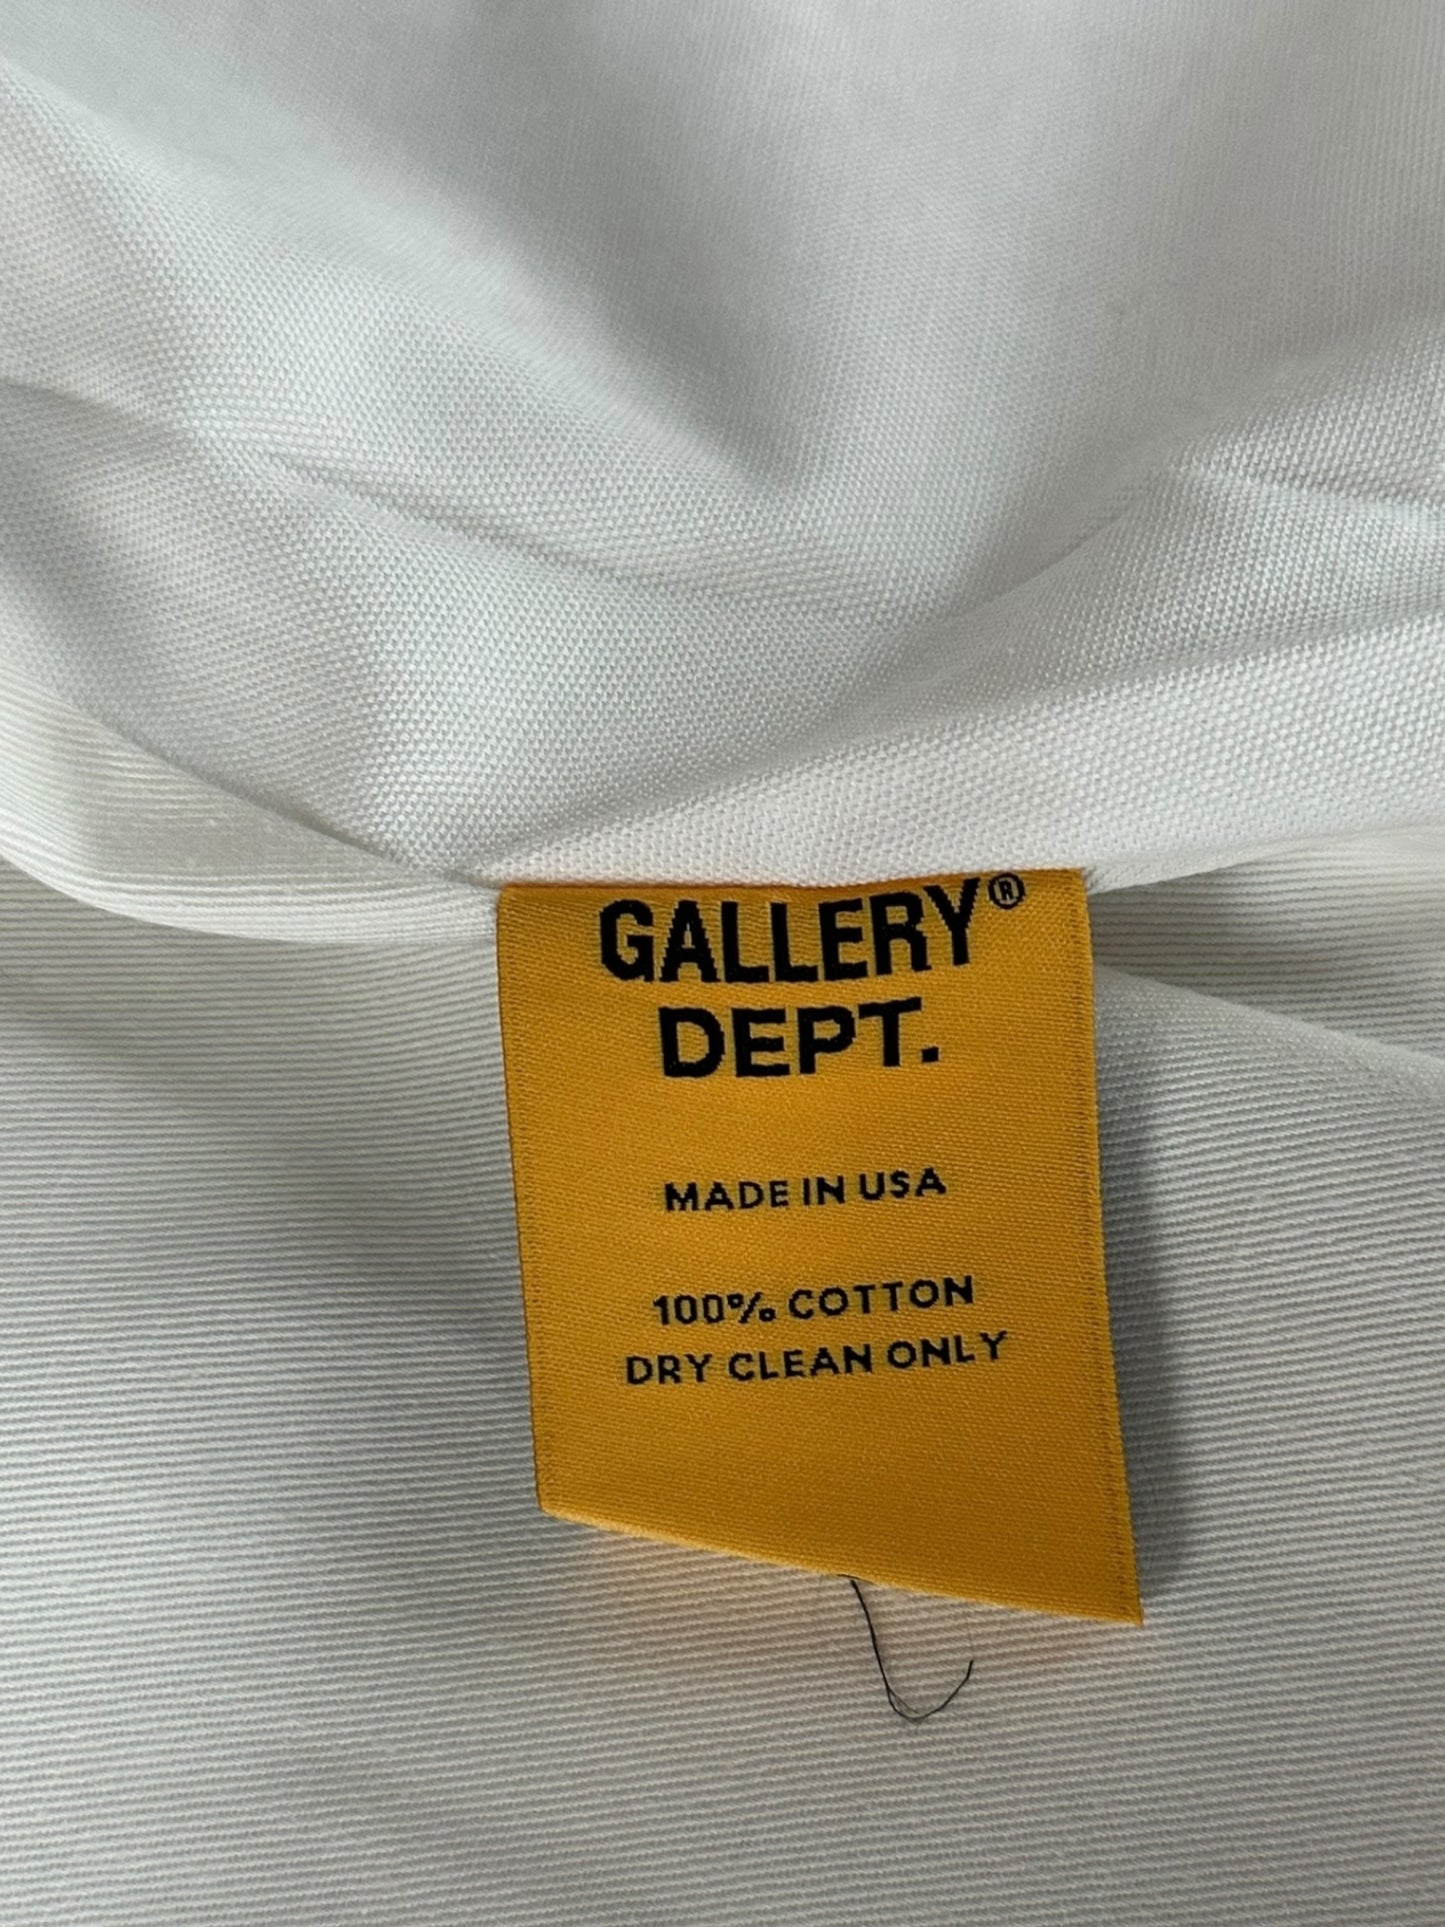 GALLERY®
DEPT.
MADE IN USA
100% COTTON
DRY CLEAN ONLY